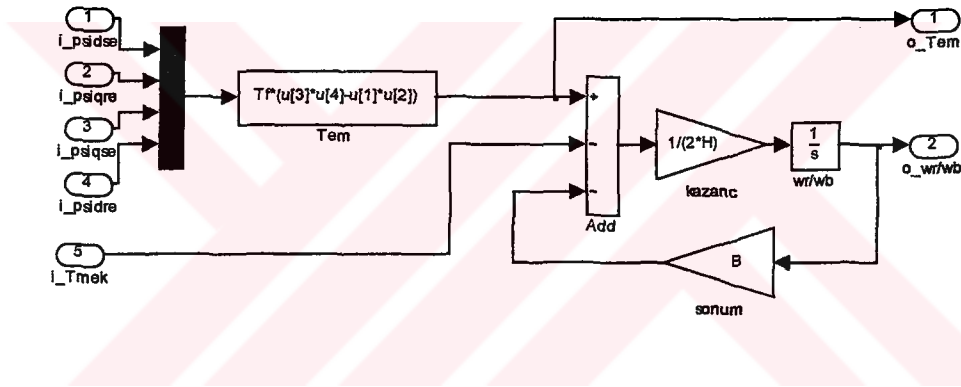 1
i_psidse
2
i_psiqre
3
i_psiqse
4
i_psidre
5
i_Tmek
Tf*(u[3]*u[4]-u[1]*u[2])
Tem
+
-
-
Add
1/(2*H)
kazanc
1
s
wr/wb
B
sonum
1
o_Tem
2
o_wr/wb